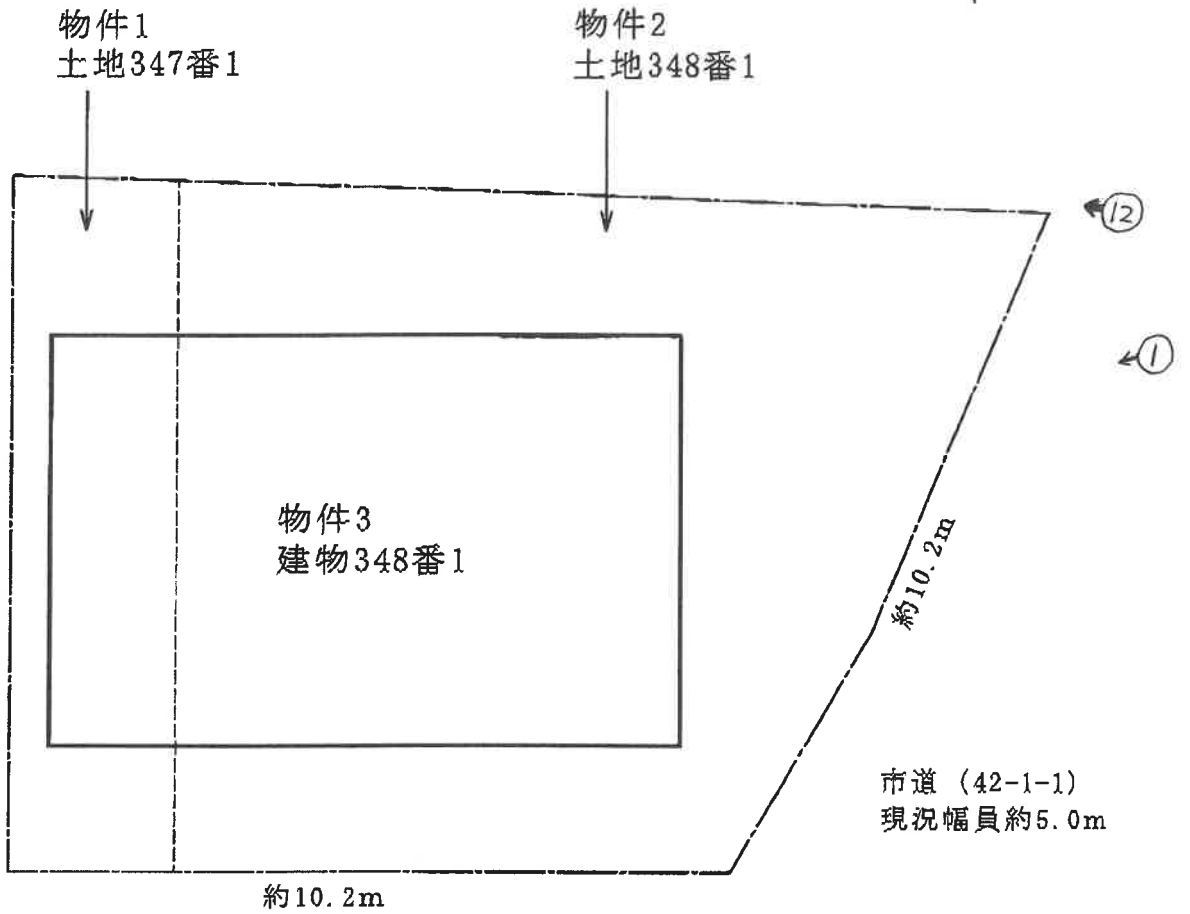 物件1
土地347番1
物件2
土地348番1
⑫
①
物件3
建物348番1
約10.2m
市道 (42-1-1)
現況幅員約5.0m
約10.2m